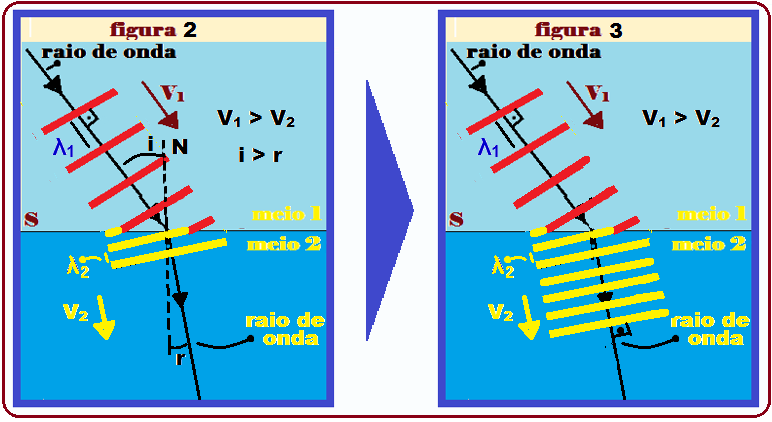 figura 2
raio de onda
V₁
V₁ > V₂
λ₁
i
N
i > r
S
meio 1
meio 2
λ₂
V₂
raio de
onda
r
figura 3
raio de onda
V₁
V₁ > V₂
λ₁
S
meio 1
meio 2
λ₂
V₂
raio de
onda